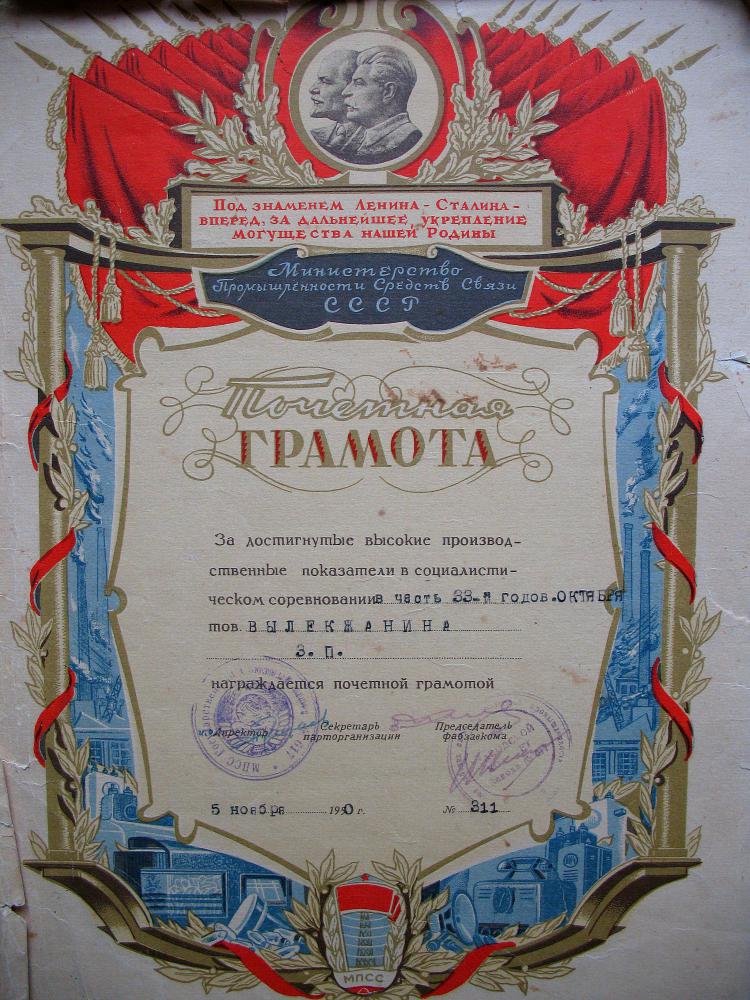 Под знаменем Ленина - Сталина -
вперед, за дальнейшее укрепление
могущества нашей Родины
Министерство
Промышленности Средств Связи
СССР
Почетная
ГРАМОТА
За достигнутые высокие производ-
ственные показатели в социалисти-
ческом соревновании в честь 33-й годов.ОКТЯБРЯ
тов. ВЫЛЕКЖАНИНА
З.П.
награждается почетной грамотой
Директор Секретарь парторганизации Председатель фабзавкома
5 ноября 1950 г. № 311
МПСС